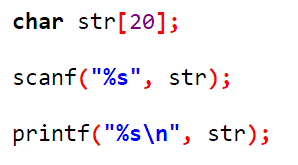 char str[20];
scanf("%s", str);
printf("%s\n", str);